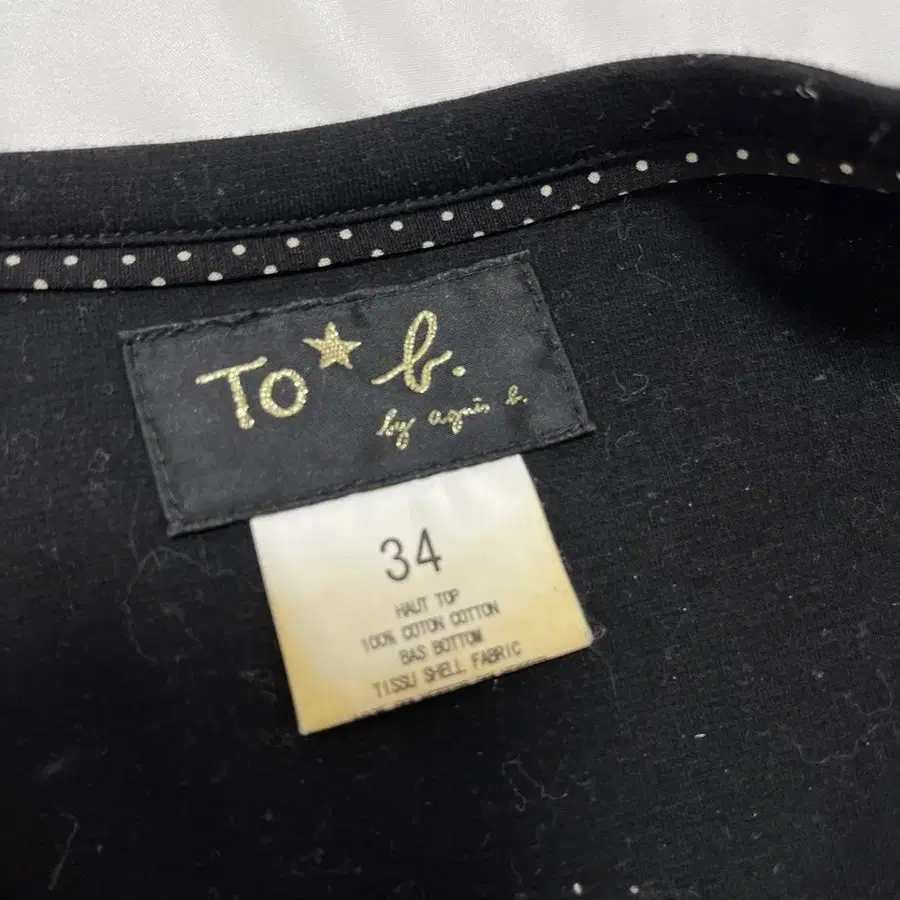 To★b.
by agnès b.
34
HAUT TOP
100% COTON COTTON
BAS BOTTOM
TISSU SHELL FABRIC